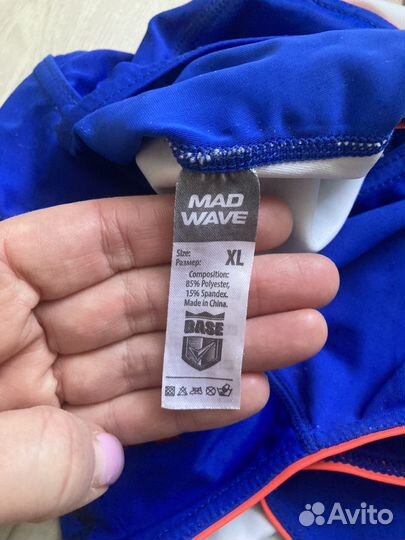 MAD
WAVE
Size:
Размер: XL
Composition:
85% Polyester,
15% Spandex.
Made in China.
BASE
Avito